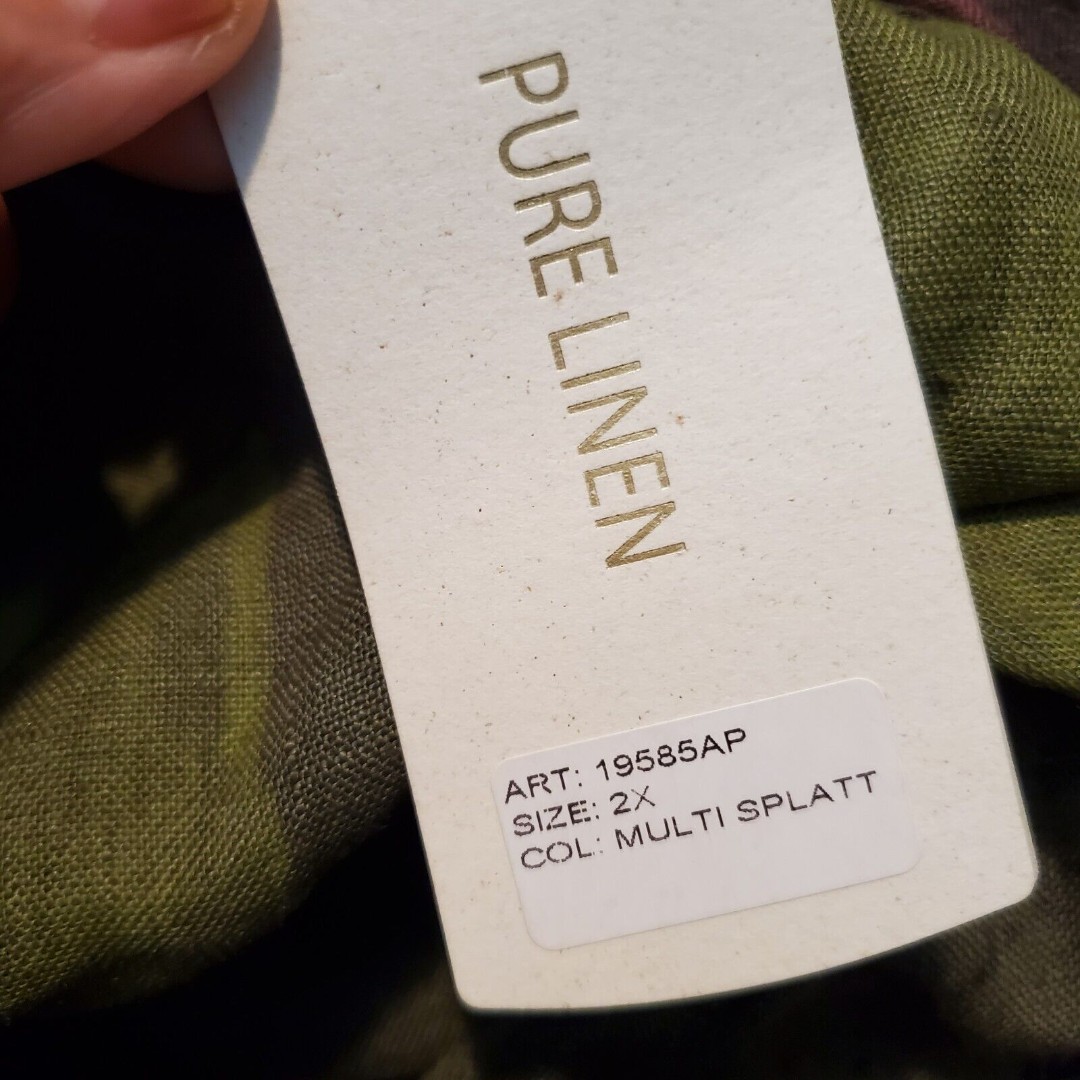 PURE LINEN
ART: 19585AP
SIZE: 2X
COL: MULTI SPLATT